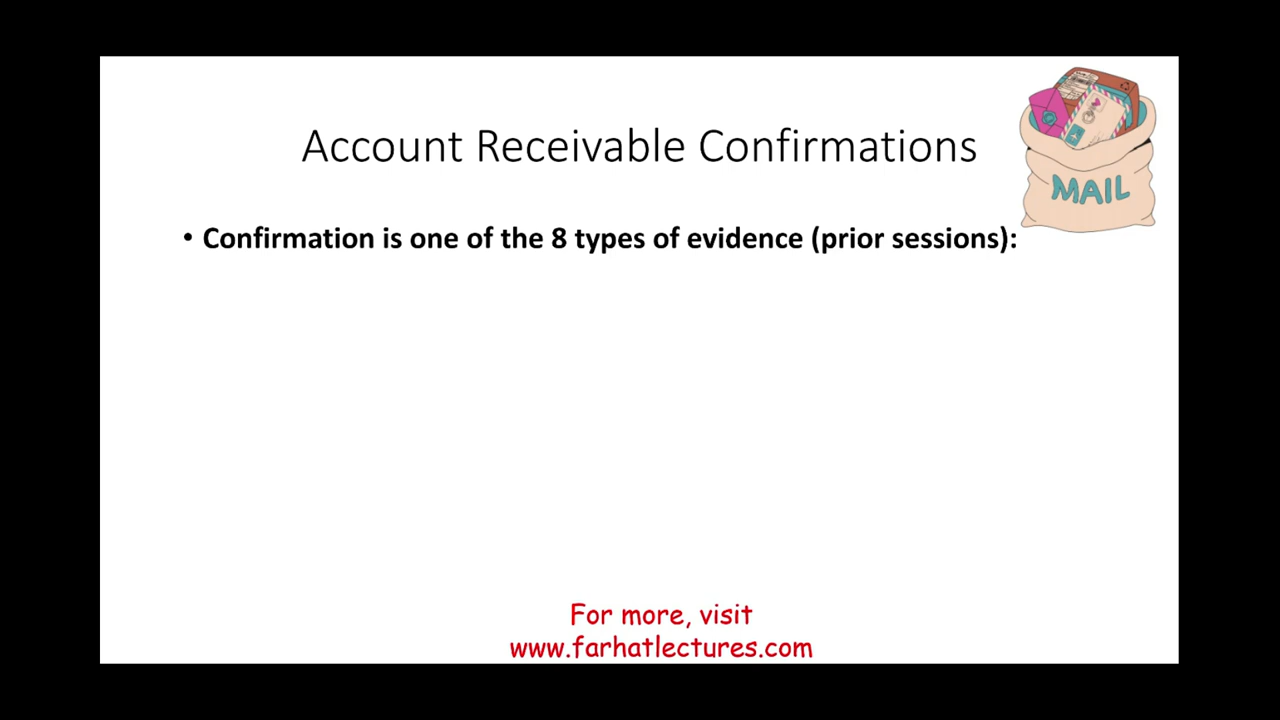 Account Receivable Confirmations
MAIL
• Confirmation is one of the 8 types of evidence (prior sessions):
For more, visit
www.farhatlectures.com